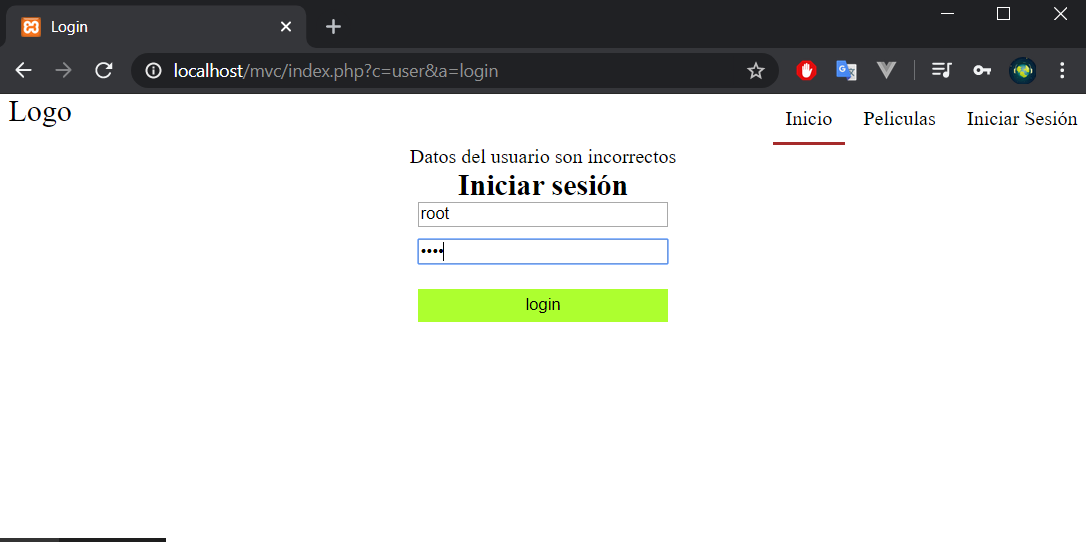 Login
localhost/mvc/index.php?c=user&a=login
Logo
Inicio Peliculas Iniciar Sesión
Datos del usuario son incorrectos
Iniciar sesión
root
••••
login